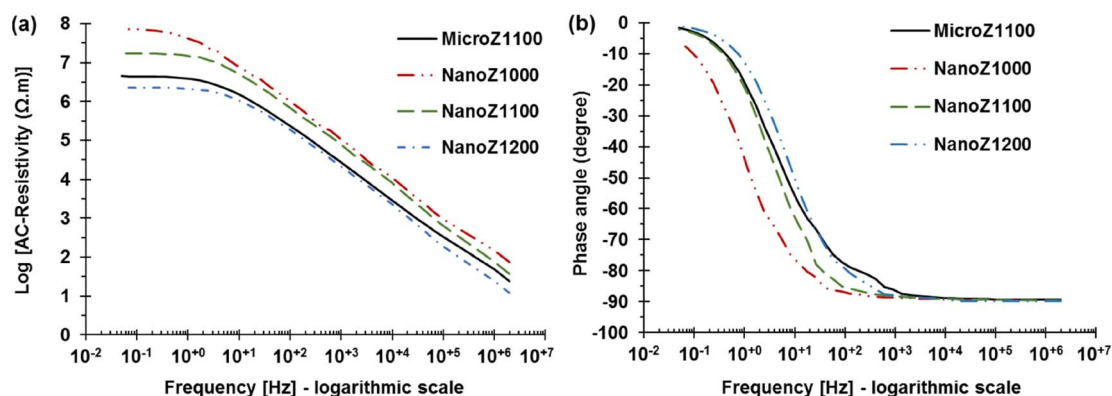 (a)
Log [AC-Resistivity (Ω.m)]
8
7
6
5
4
3
2
1
0
MicroZ1100
NanoZ1000
NanoZ1100
NanoZ1200
10⁻² 10⁻¹ 10⁺⁰ 10⁺¹ 10⁺² 10⁺³ 10⁺⁴ 10⁺⁵ 10⁺⁶ 10⁺⁷
Frequency [Hz] - logarithmic scale
(b)
Phase angle (degree)
0
-10
-20
-30
-40
-50
-60
-70
-80
-90
-100
MicroZ1100
NanoZ1000
NanoZ1100
NanoZ1200
10⁻² 10⁻¹ 10⁺⁰ 10⁺¹ 10⁺² 10⁺³ 10⁺⁴ 10⁺⁵ 10⁺⁶ 10⁺⁷
Frequency [Hz] - logarithmic scale